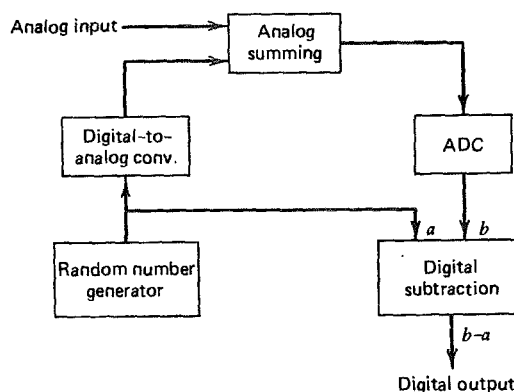 Analog input
Analog
summing
Digital-to-
analog conv.
ADC
a
b
Random number
generator
Digital
subtraction
b-a
Digital output